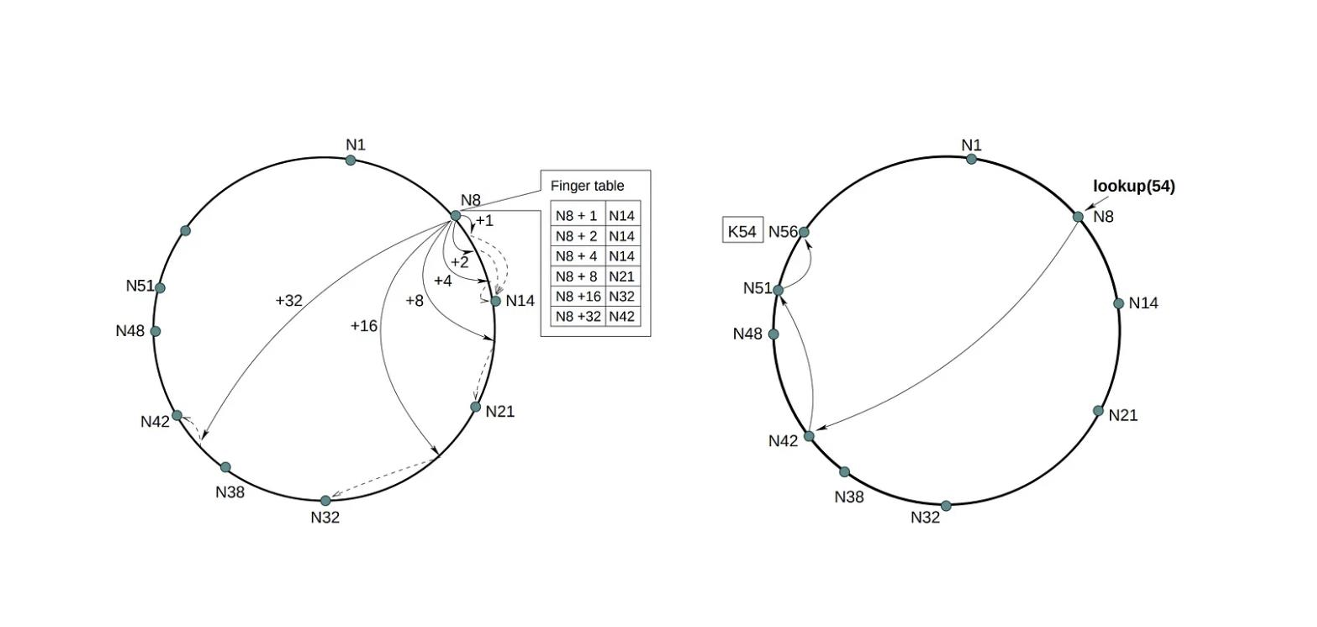 N1
N8
+1
+2
+4
+8
+16
+32
N14
N21
N32
N38
N42
N48
N51
Finger table
N8 + 1 N14
N8 + 2 N14
N8 + 4 N14
N8 + 8 N21
N8 +16 N32
N8 +32 N42
N1
lookup(54)
N8
N14
N21
N32
N38
N42
N48
N51
K54 N56